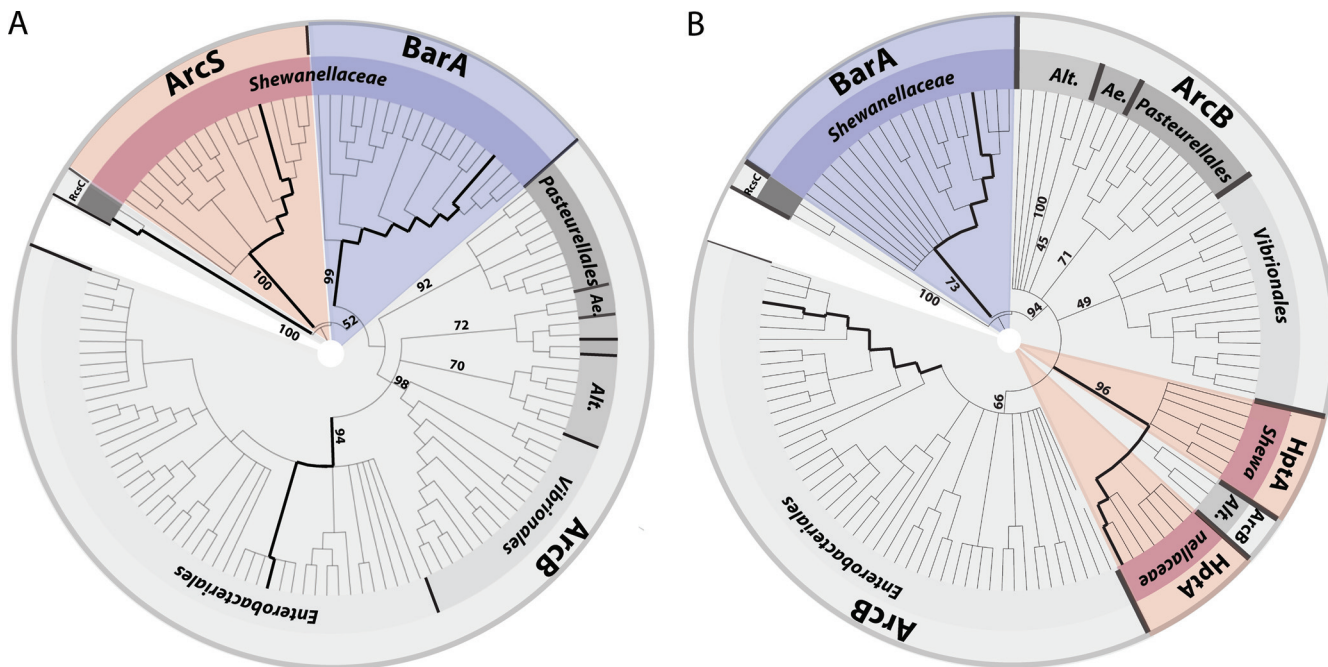 A
ArcS
BarA
Shewanellaceae
RcsC
100
100
99
52
92
72
70
98
94
Pasteurellales
Ae.
Alt.
Vibrionales
Enterobacteriales
ArcB
B
BarA
Shewanellaceae
RcsC
Alt.
Ae.
Pasteurellales
ArcB
Vibrionales
100
45
71
73
100
94
49
96
66
Shewa
HptA
Alt.
ArcB
nellaceae
HptA
Enterobacteriales
ArcB